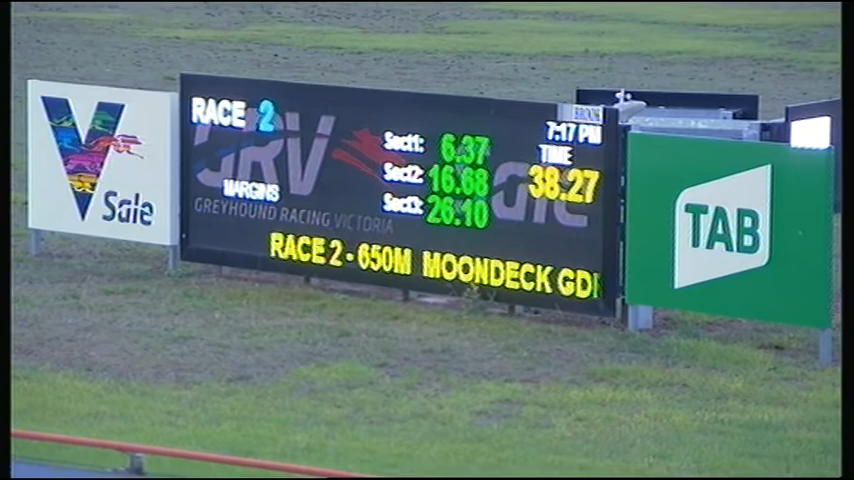 V
Sale
RACE 2
GRV
MARGINS
GREYHOUND RACING VICTORIA
Sect1: 6.37
Sect2: 16.68
Sect3: 26.10
7:17 PM
TIME
38.27
RACE 2 - 650M MOONDECK GD
TAB